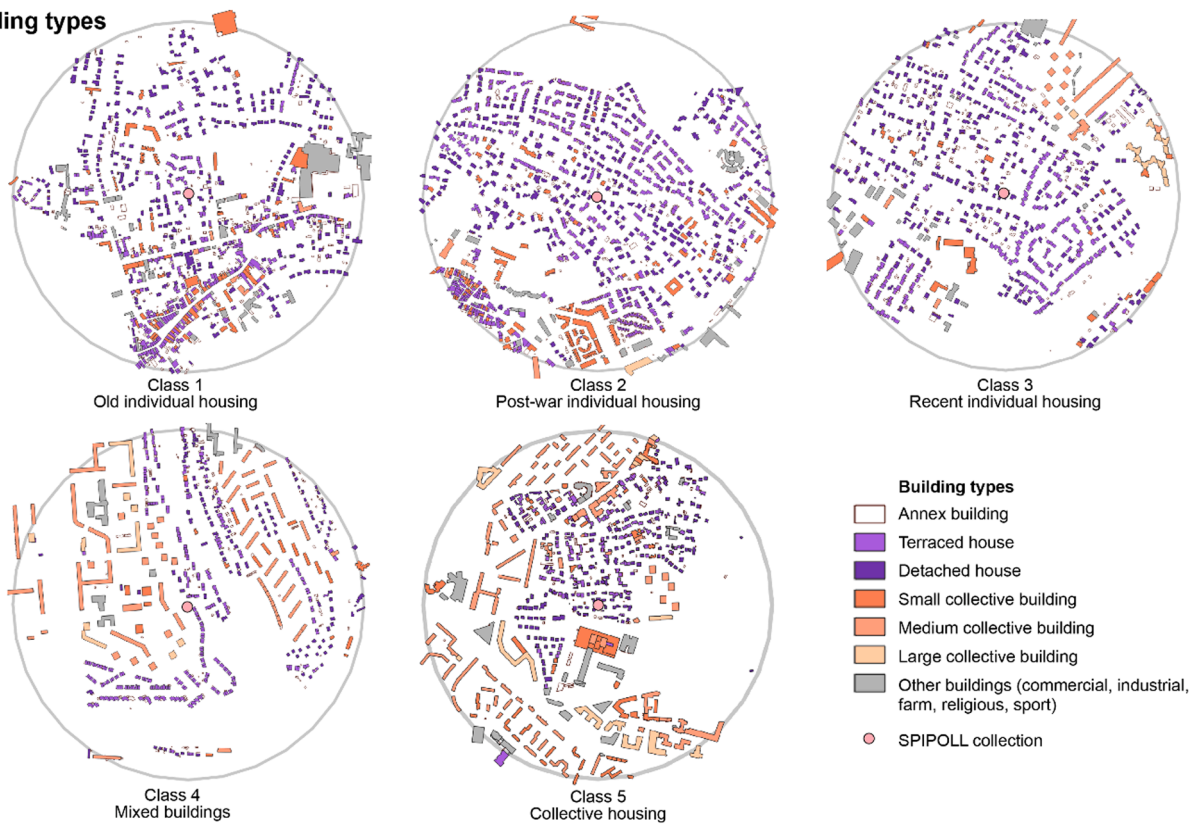 ling types
Class 1
Old individual housing
Class 2
Post-war individual housing
Class 3
Recent individual housing
Class 4
Mixed buildings
Class 5
Collective housing
Building types
Annex building
Terraced house
Detached house
Small collective building
Medium collective building
Large collective building
Other buildings (commercial, industrial,
farm, religious, sport)
SPIPOLL collection